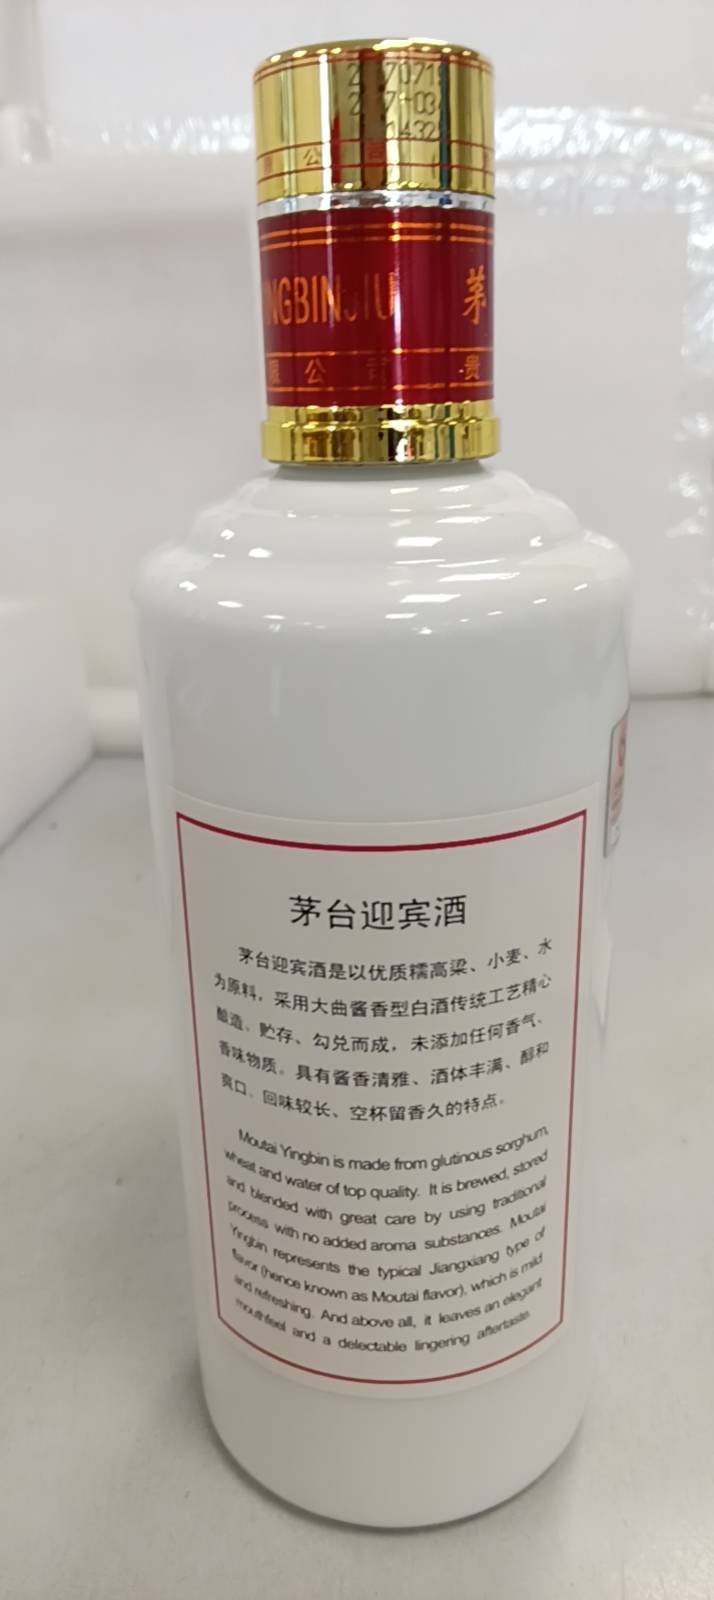 NGBINJIU 茅
限公司 ·贵
茅台迎宾酒
茅台迎宾酒是以优质糯高粱、小麦、水
为原料，采用大曲酱香型白酒传统工艺精心
酿造、贮存、勾兑而成，未添加任何香气、
香味物质。具有酱香清雅、酒体丰满、醇和
爽口、回味较长、空杯留香久的特点。
Moutai Yingbin is made from glutinous sorghum,
wheat and water of top quality. It is brewed, stored
and blended with great care by using traditional
process with no added aroma substances. Moutai
Yingbin represents the typical Jiangxiang type of
flavor (hence known as Moutai flavor), which is mild
and refreshing. And above all, it leaves an elegant
mouthfeel and a delectable lingering aftertaste.